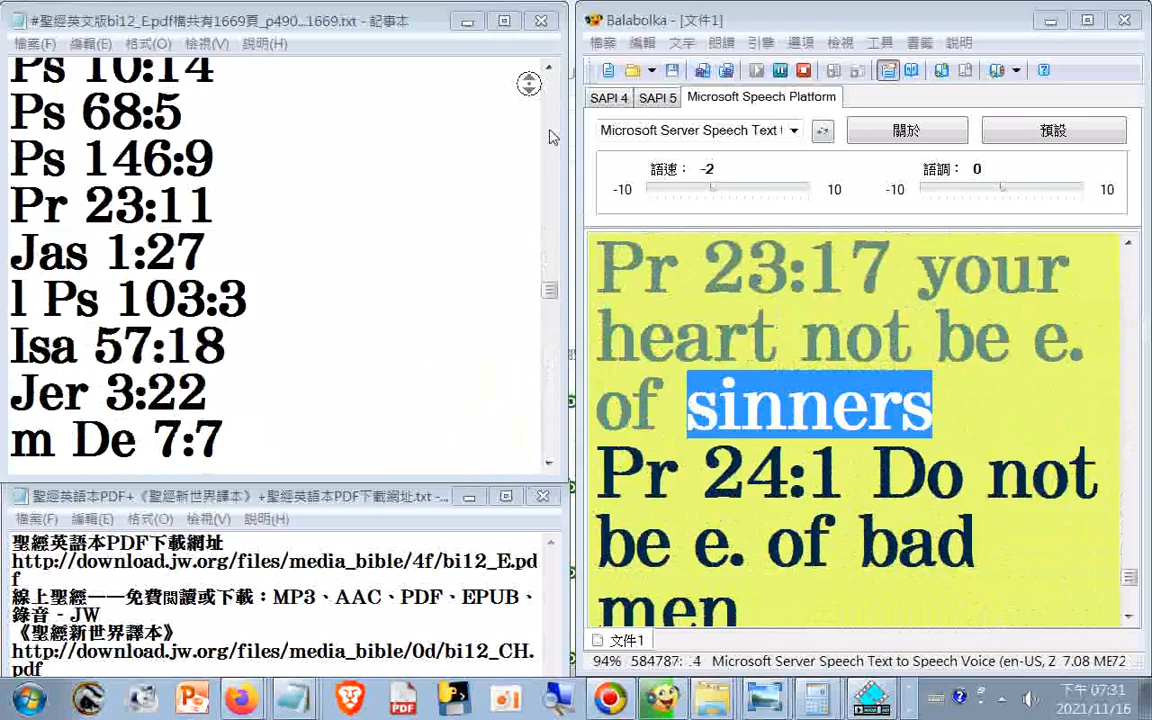 #聖經英文版bi12_E.pdf檔共有1669頁_p490...1669.txt - 記事本
檔案(F) 編輯(E) 格式(O) 檢視(V) 說明(H)
Ps 10:14
Ps 68:5
Ps 146:9
Pr 23:11
Jas 1:27
l Ps 103:3
Isa 57:18
Jer 3:22
m De 7:7
聖經英語本PDF+《聖經新世界譯本》+聖經英語本PDF下載網址.txt -...
檔案(F) 編輯(E) 格式(O) 檢視(V) 說明(H)
聖經英語本PDF下載網址
http://download.jw.org/files/media_bible/4f/bi12_E.pd
f
線上聖經——免費閱讀或下載：MP3、AAC、PDF、EPUB、
錄音 - JW
《聖經新世界譯本》
http://download.jw.org/files/media_bible/0d/bi12_CH.
pdf
Balabolka - [文件1]
檔案 編輯 文字 朗讀 引擎 選項 檢視 工具 書籤 說明
SAPI 4 SAPI 5 Microsoft Speech Platform
Microsoft Server Speech Text 關於 預設
語速： -2 語調： 0
-10 10 -10 10
Pr 23:17 your
heart not be e.
of sinners
Pr 24:1 Do not
be e. of bad
men
文件1
94% 584787: .4 Microsoft Server Speech Text to Speech Voice (en-US, Z 7.08 ME72
PDF
下午 07:31
2021/11/16